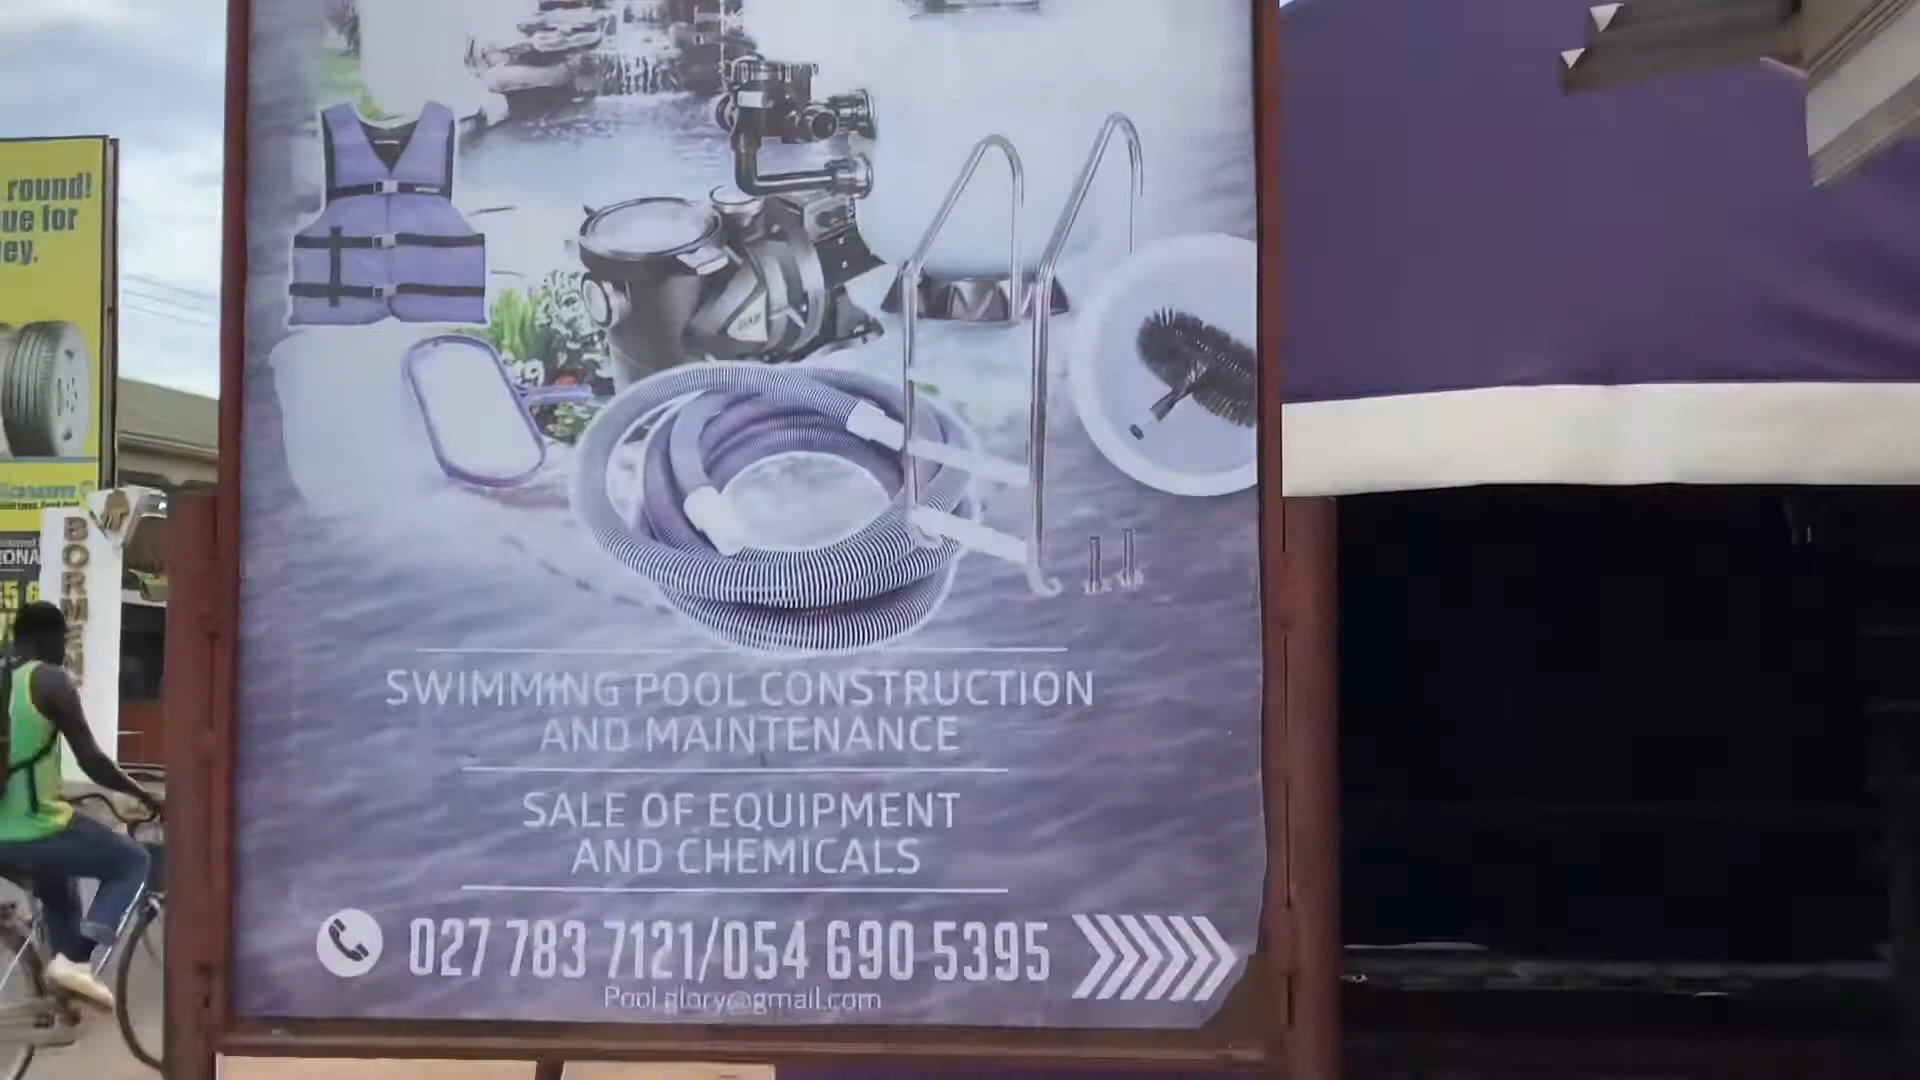 round!
ue for
ey.
BORMEN
SWIMMING POOL CONSTRUCTION
AND MAINTENANCE
SALE OF EQUIPMENT
AND CHEMICALS
027 783 7121/054 690 5395
Pool.glory@gmail.com